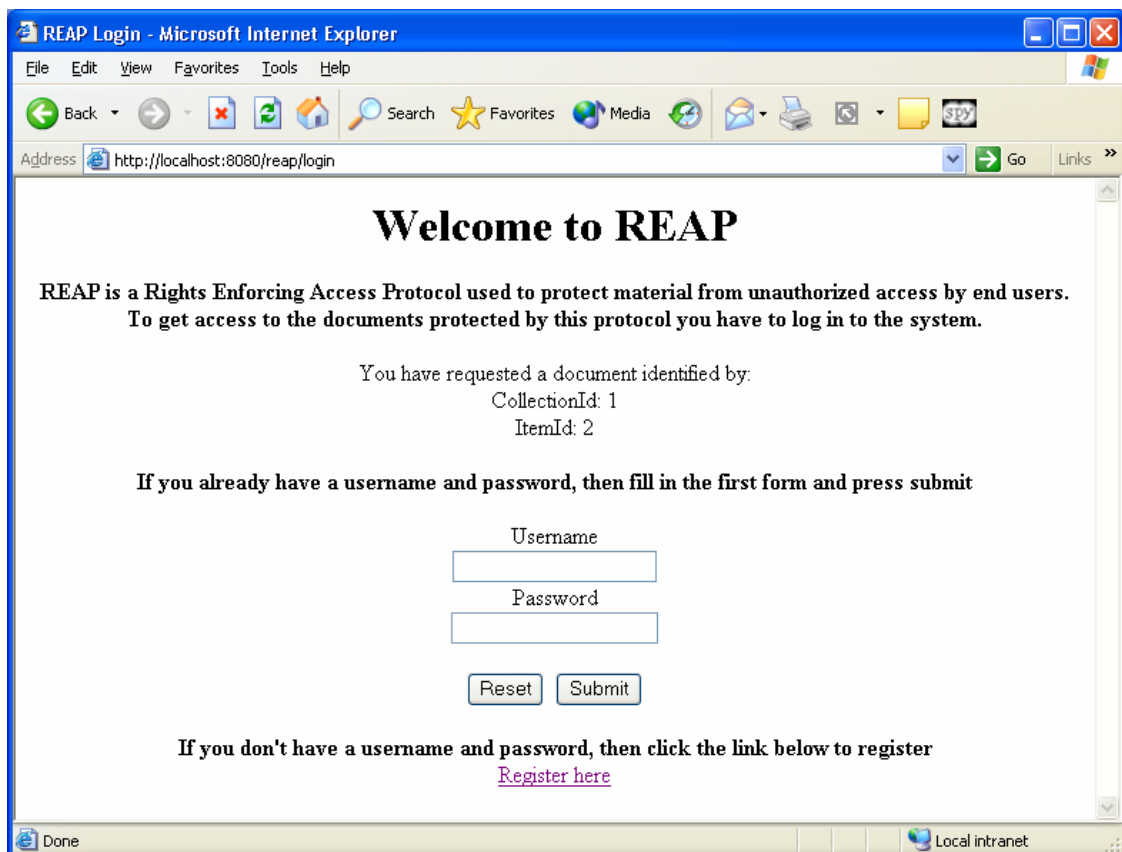 REAP Login - Microsoft Internet Explorer
File Edit View Favorites Tools Help
Back Search Favorites Media SPY
Address http://localhost:8080/reap/login Go Links »
Welcome to REAP
REAP is a Rights Enforcing Access Protocol used to protect material from unauthorized access by end users.
To get access to the documents protected by this protocol you have to log in to the system.
You have requested a document identified by:
CollectionId: 1
ItemId: 2
If you already have a username and password, then fill in the first form and press submit
Username
Password
Reset Submit
If you don't have a username and password, then click the link below to register
Register here
Done Local intranet